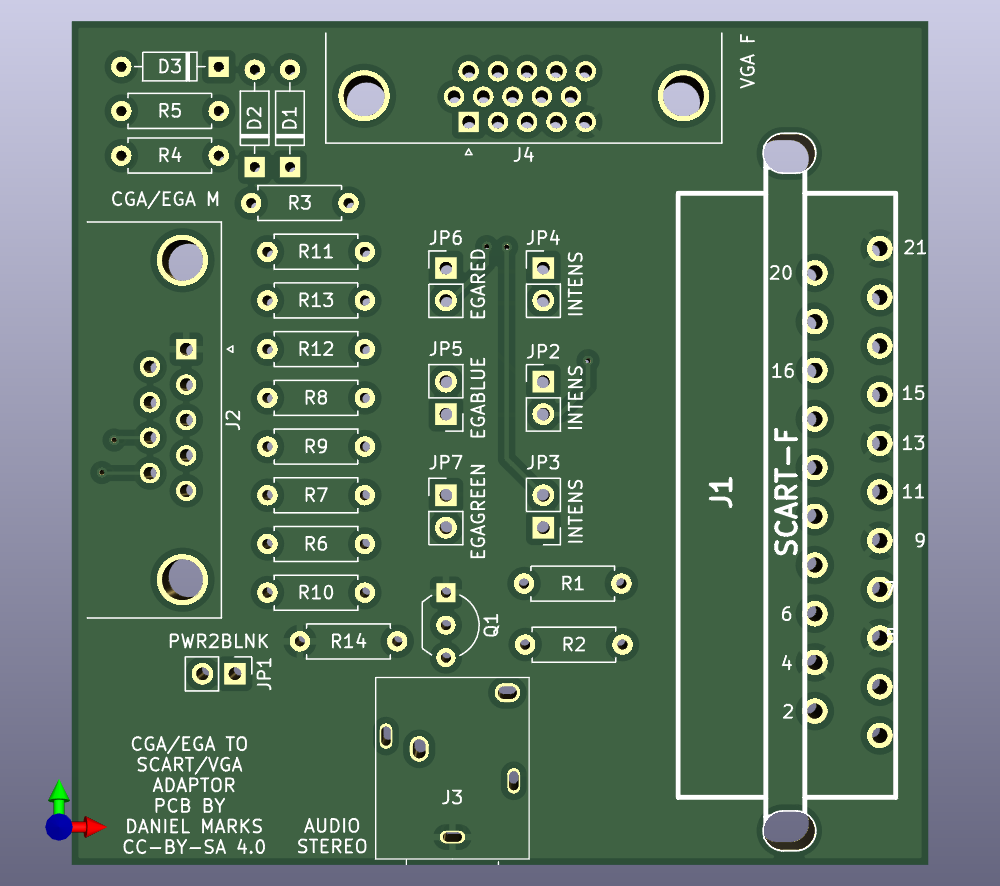 VGA F
D3
R5
D2
D1
R4
J4
CGA/EGA M
R3
JP6
JP4
R11
EGARED
INTENS
21
20
R13
JP5
JP2
R12
EGABLUE
INTENS
16
R8
15
J2
R9
13
JP7
JP3
R7
EGAGREEN
INTENS
J1
SCART-F
11
R6
9
R1
R10
Q1
6
PWR2BLNK
R14
R2
JP1
4
2
CGA/EGA TO
SCART/VGA
ADAPTOR
PCB BY
DANIEL MARKS
CC-BY-SA 4.0
J3
AUDIO
STEREO